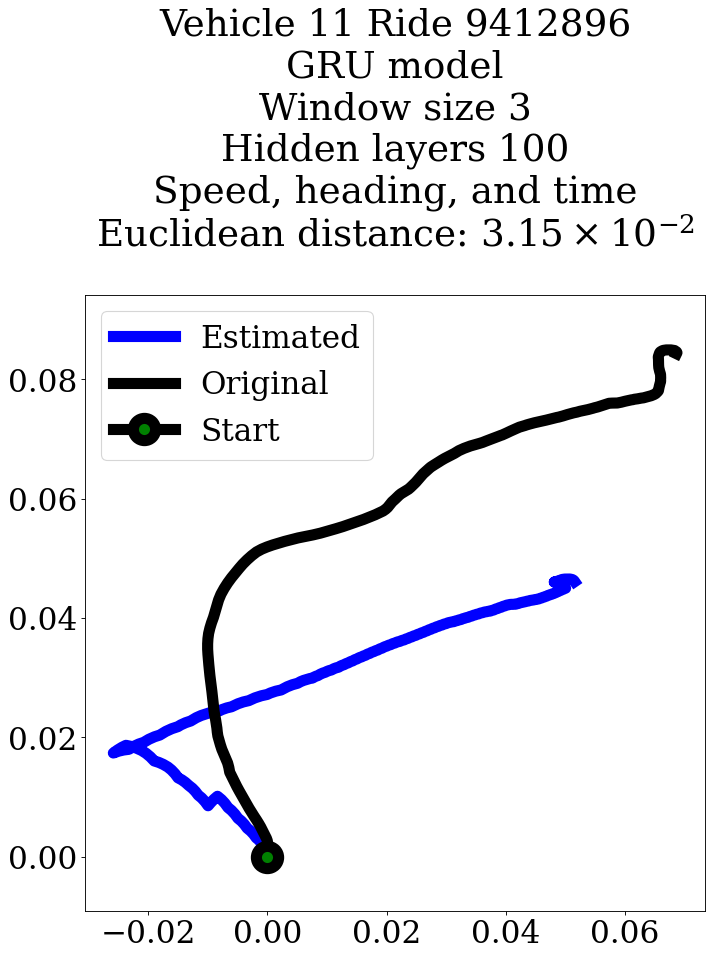 Vehicle 11 Ride 9412896
GRU model
Window size 3
Hidden layers 100
Speed, heading, and time
Euclidean distance: 3.15 × 10⁻²
Estimated
Original
Start
0.08
0.06
0.04
0.02
0.00
−0.02 0.00 0.02 0.04 0.06